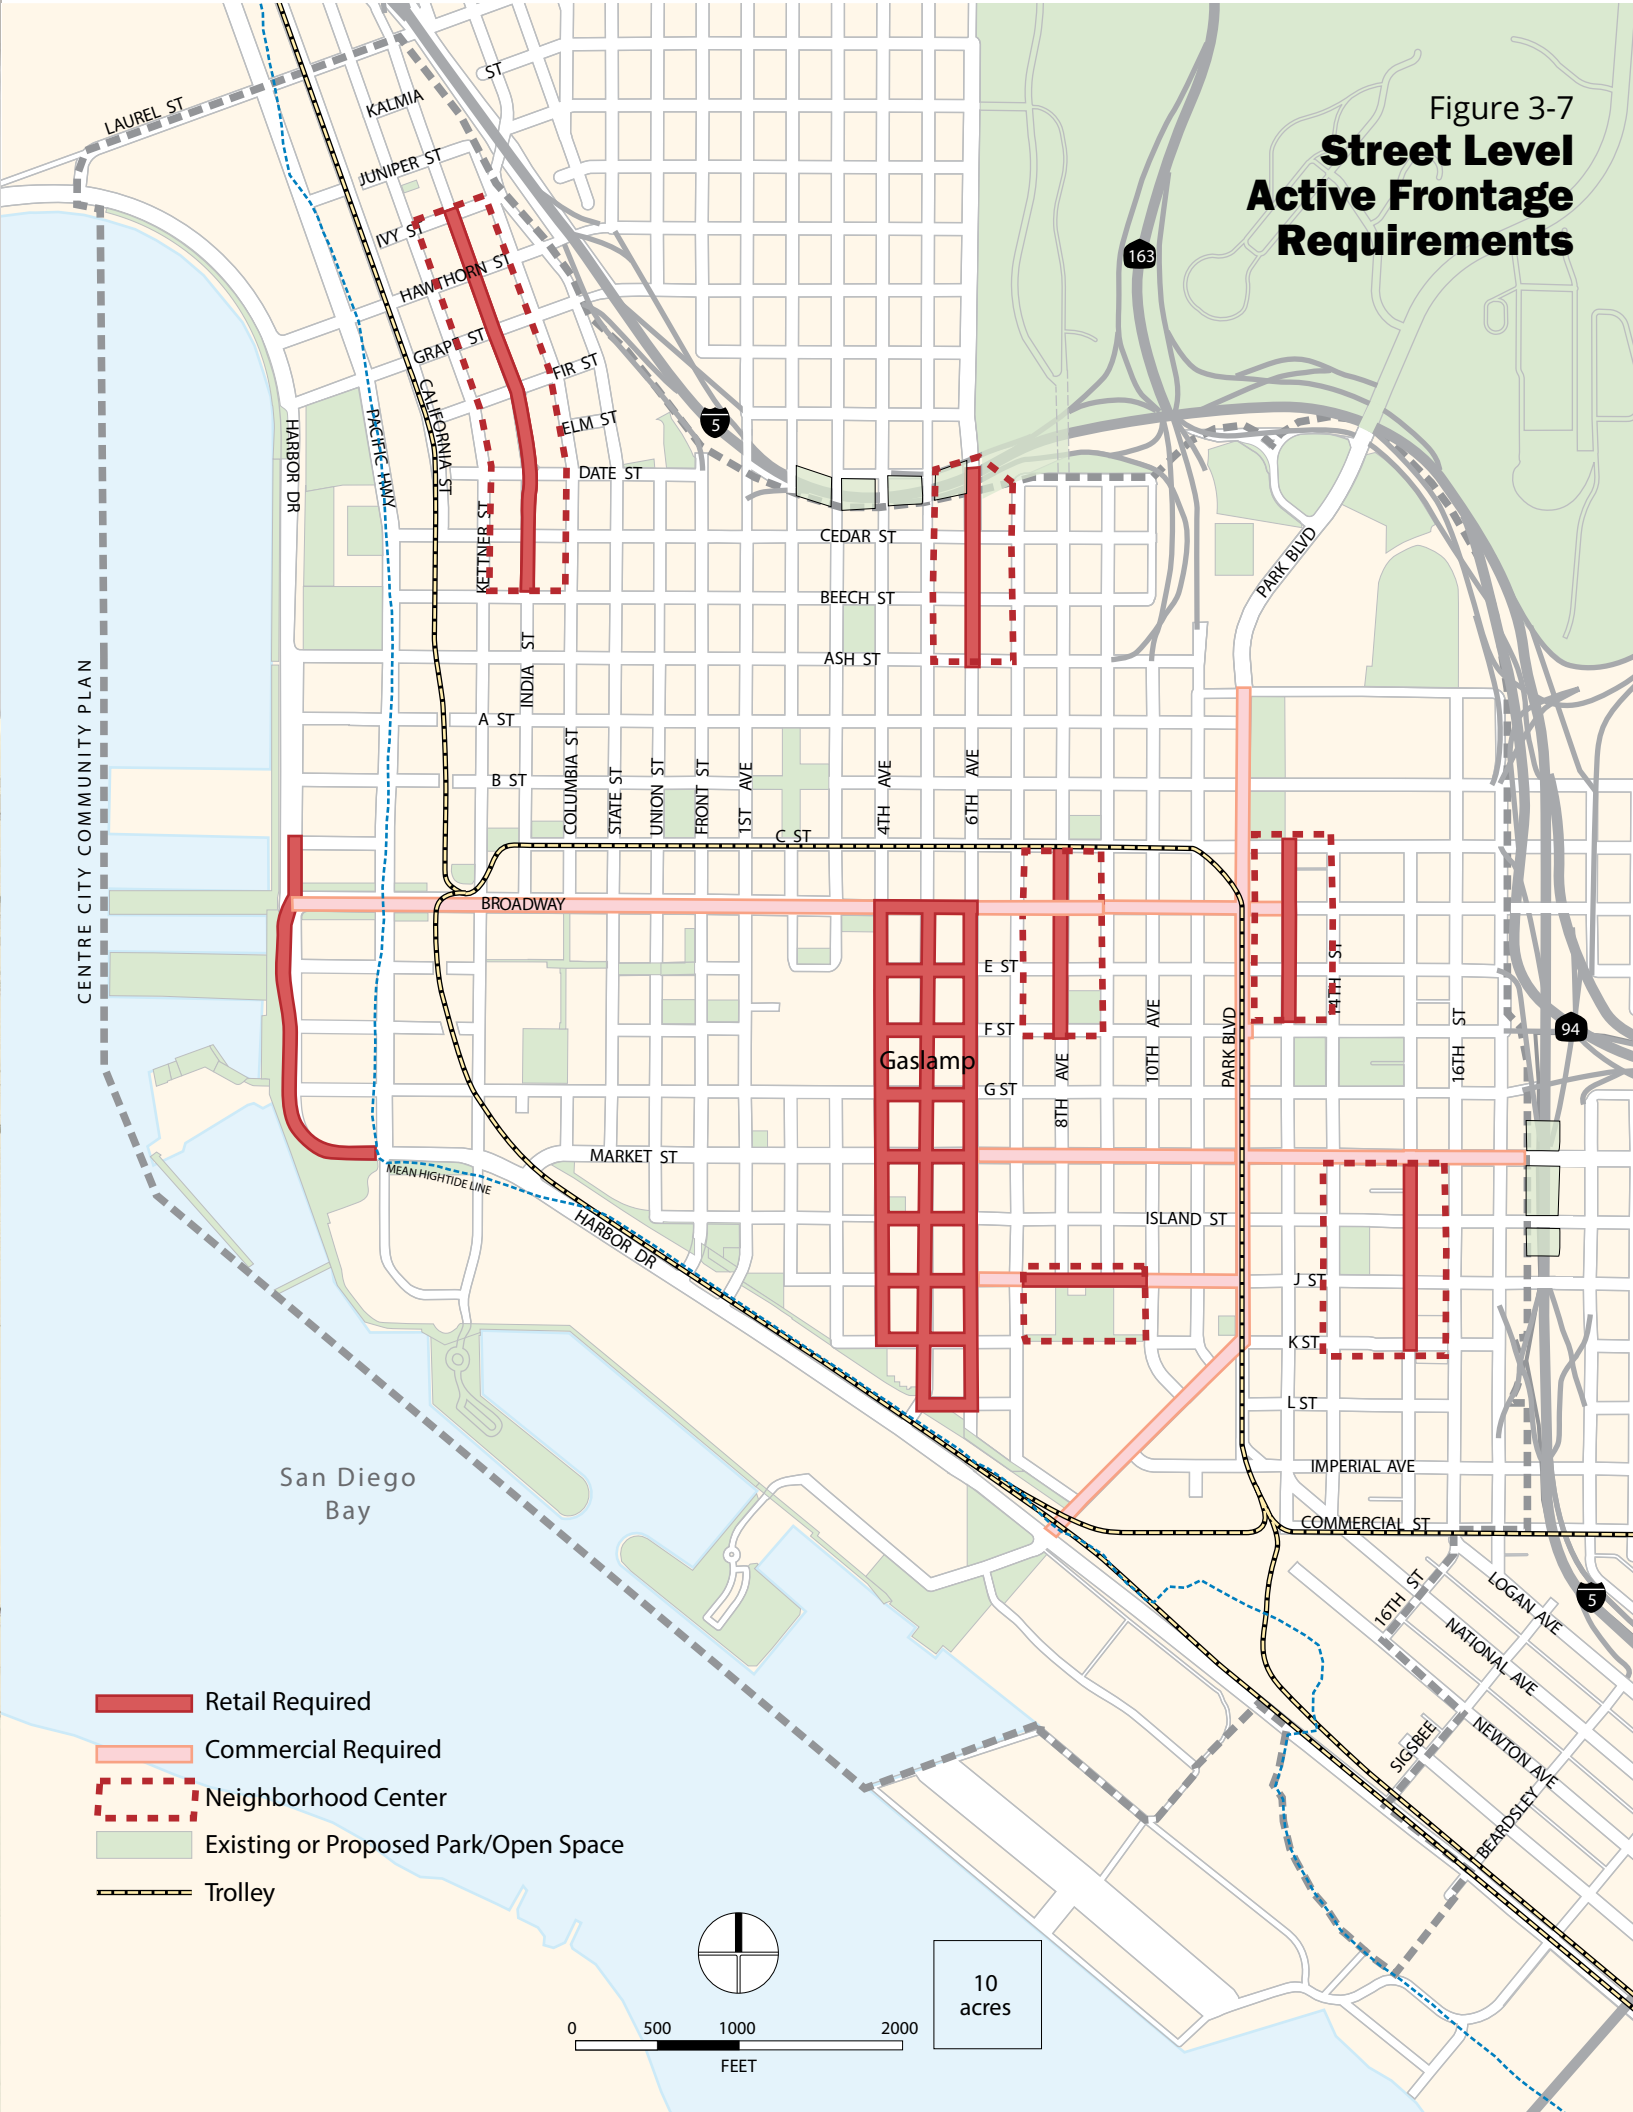 Figure 3-7
Street Level
Active Frontage
Requirements
ST
KALMIA
LAUREL ST
JUNIPER ST
IVY ST
HAWTHORN ST
GRAPE ST
FIR ST
ELM ST
DATE ST
163
5
CALIFORNIA ST
PACIFIC HWY
HARBOR DR
KETTNER ST
CEDAR ST
BEECH ST
ASH ST
PARK BLVD
INDIA ST
A ST
B ST
COLUMBIA ST
STATE ST
UNION ST
FRONT ST
1ST AVE
4TH AVE
6TH AVE
C ST
CENTRE CITY COMMUNITY PLAN
BROADWAY
E ST
F ST
G ST
Gaslamp
8TH AVE
10TH AVE
PARK BLVD
14TH ST
16TH ST
94
MARKET ST
MEAN HIGHTIDE LINE
HARBOR DR
ISLAND ST
J ST
K ST
L ST
IMPERIAL AVE
COMMERCIAL ST
San Diego
Bay
16TH ST
LOGAN AVE
5
NATIONAL AVE
NEWTON AVE
SIGSBEE
BEARDSLEY
Retail Required
Commercial Required
Neighborhood Center
Existing or Proposed Park/Open Space
Trolley
10
acres
0 500 1000 2000
FEET